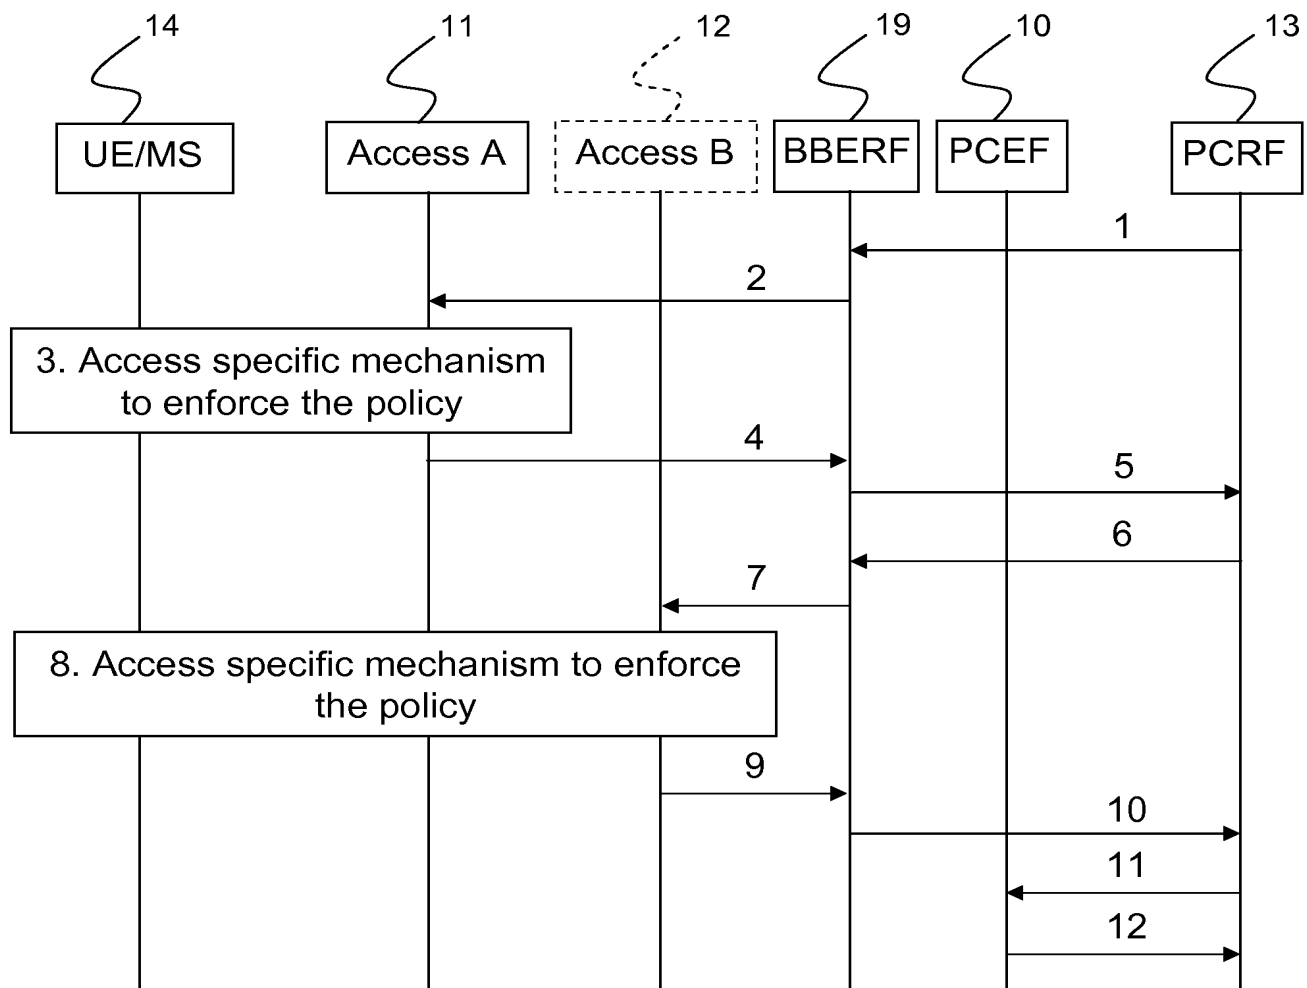 14
11
12
19
10
13
UE/MS
Access A
Access B
BBERF
PCEF
PCRF
1
2
3. Access specific mechanism
to enforce the policy
4
5
6
7
8. Access specific mechanism to enforce
the policy
9
10
11
12